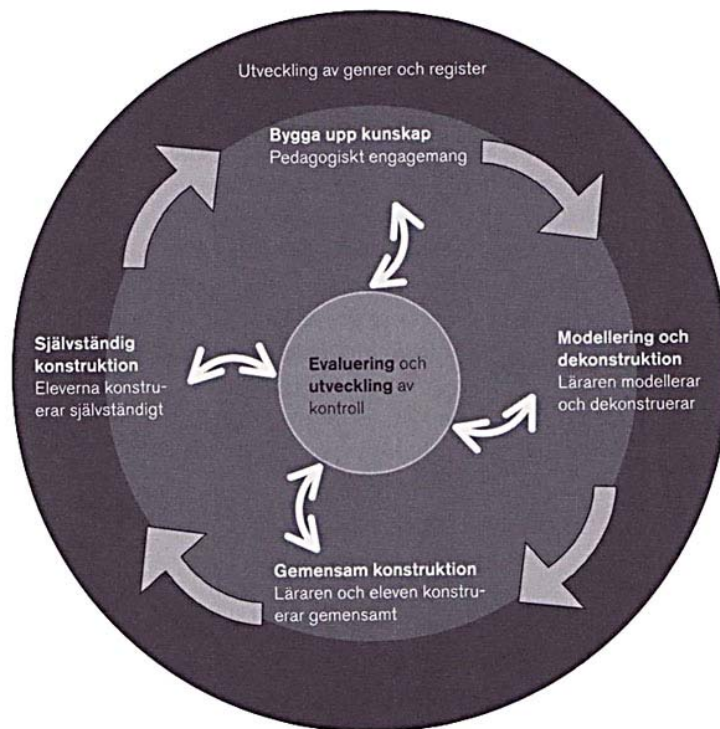 Utveckling av genrer och register
Bygga upp kunskap
Pedagogiskt engagemang
Självständig
konstruktion
Eleverna konstru-
erar självständigt
Evaluering och
utveckling av
kontroll
Modellering och
dekonstruktion
Läraren modellerar
och dekonstruerar
Gemensam konstruktion
Läraren och eleven konstru-
erar gemensamt